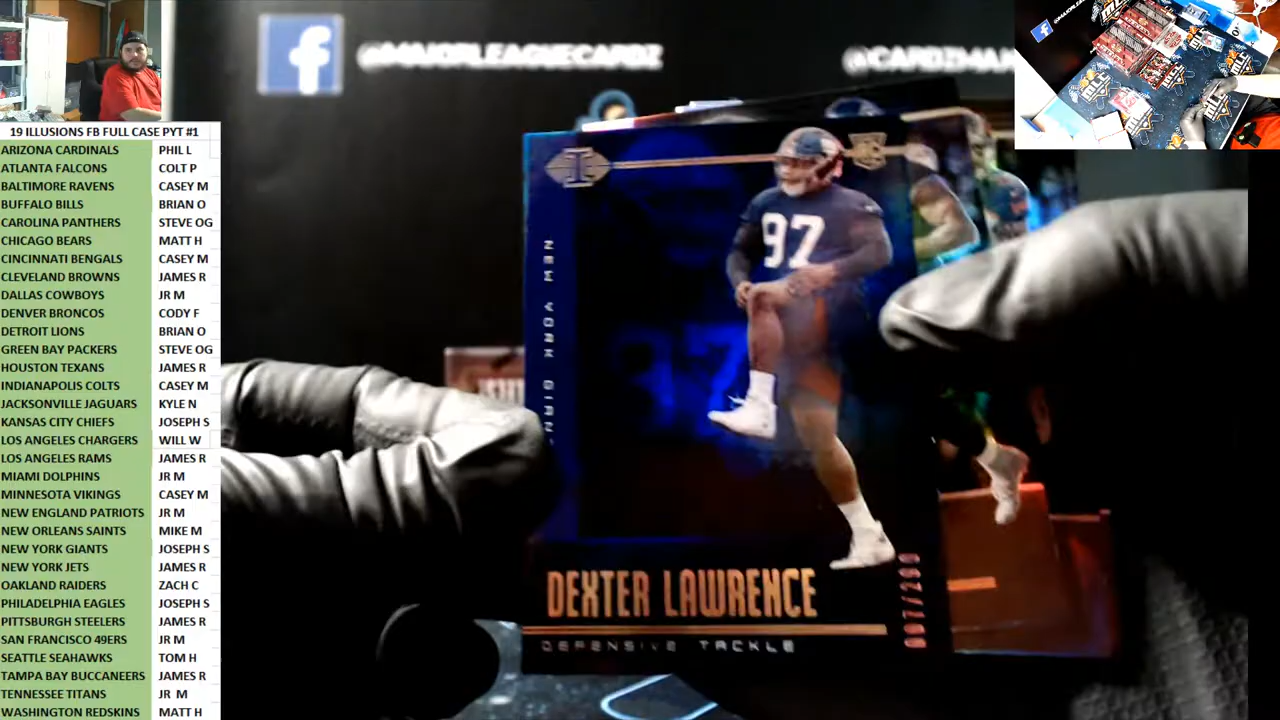 @MAJORLEAGUECARDZ
19 ILLUSIONS FB FULL CASE PYT #1
ARIZONA CARDINALS PHIL L
ATLANTA FALCONS COLT P
BALTIMORE RAVENS CASEY M
BUFFALO BILLS BRIAN O
CAROLINA PANTHERS STEVE OG
CHICAGO BEARS MATT H
CINCINNATI BENGALS CASEY M
CLEVELAND BROWNS JAMES R
DALLAS COWBOYS JR M
DENVER BRONCOS CODY F
DETROIT LIONS BRIAN O
GREEN BAY PACKERS STEVE OG
HOUSTON TEXANS JAMES R
INDIANAPOLIS COLTS CASEY M
JACKSONVILLE JAGUARS KYLE N
KANSAS CITY CHIEFS JOSEPH S
LOS ANGELES CHARGERS WILL W
LOS ANGELES RAMS JAMES R
MIAMI DOLPHINS JR M
MINNESOTA VIKINGS CASEY M
NEW ENGLAND PATRIOTS JR M
NEW ORLEANS SAINTS MIKE M
NEW YORK GIANTS JOSEPH S
NEW YORK JETS JAMES R
OAKLAND RAIDERS ZACH C
PHILADELPHIA EAGLES JOSEPH S
PITTSBURGH STEELERS JAMES R
SAN FRANCISCO 49ERS JR M
SEATTLE SEAHAWKS TOM H
TAMPA BAY BUCCANEERS JAMES R
TENNESSEE TITANS JR M
WASHINGTON REDSKINS MATT H
97
NEW YORK GIAN
DEXTER LAWRENCE
DEFENSIVE TACKLE